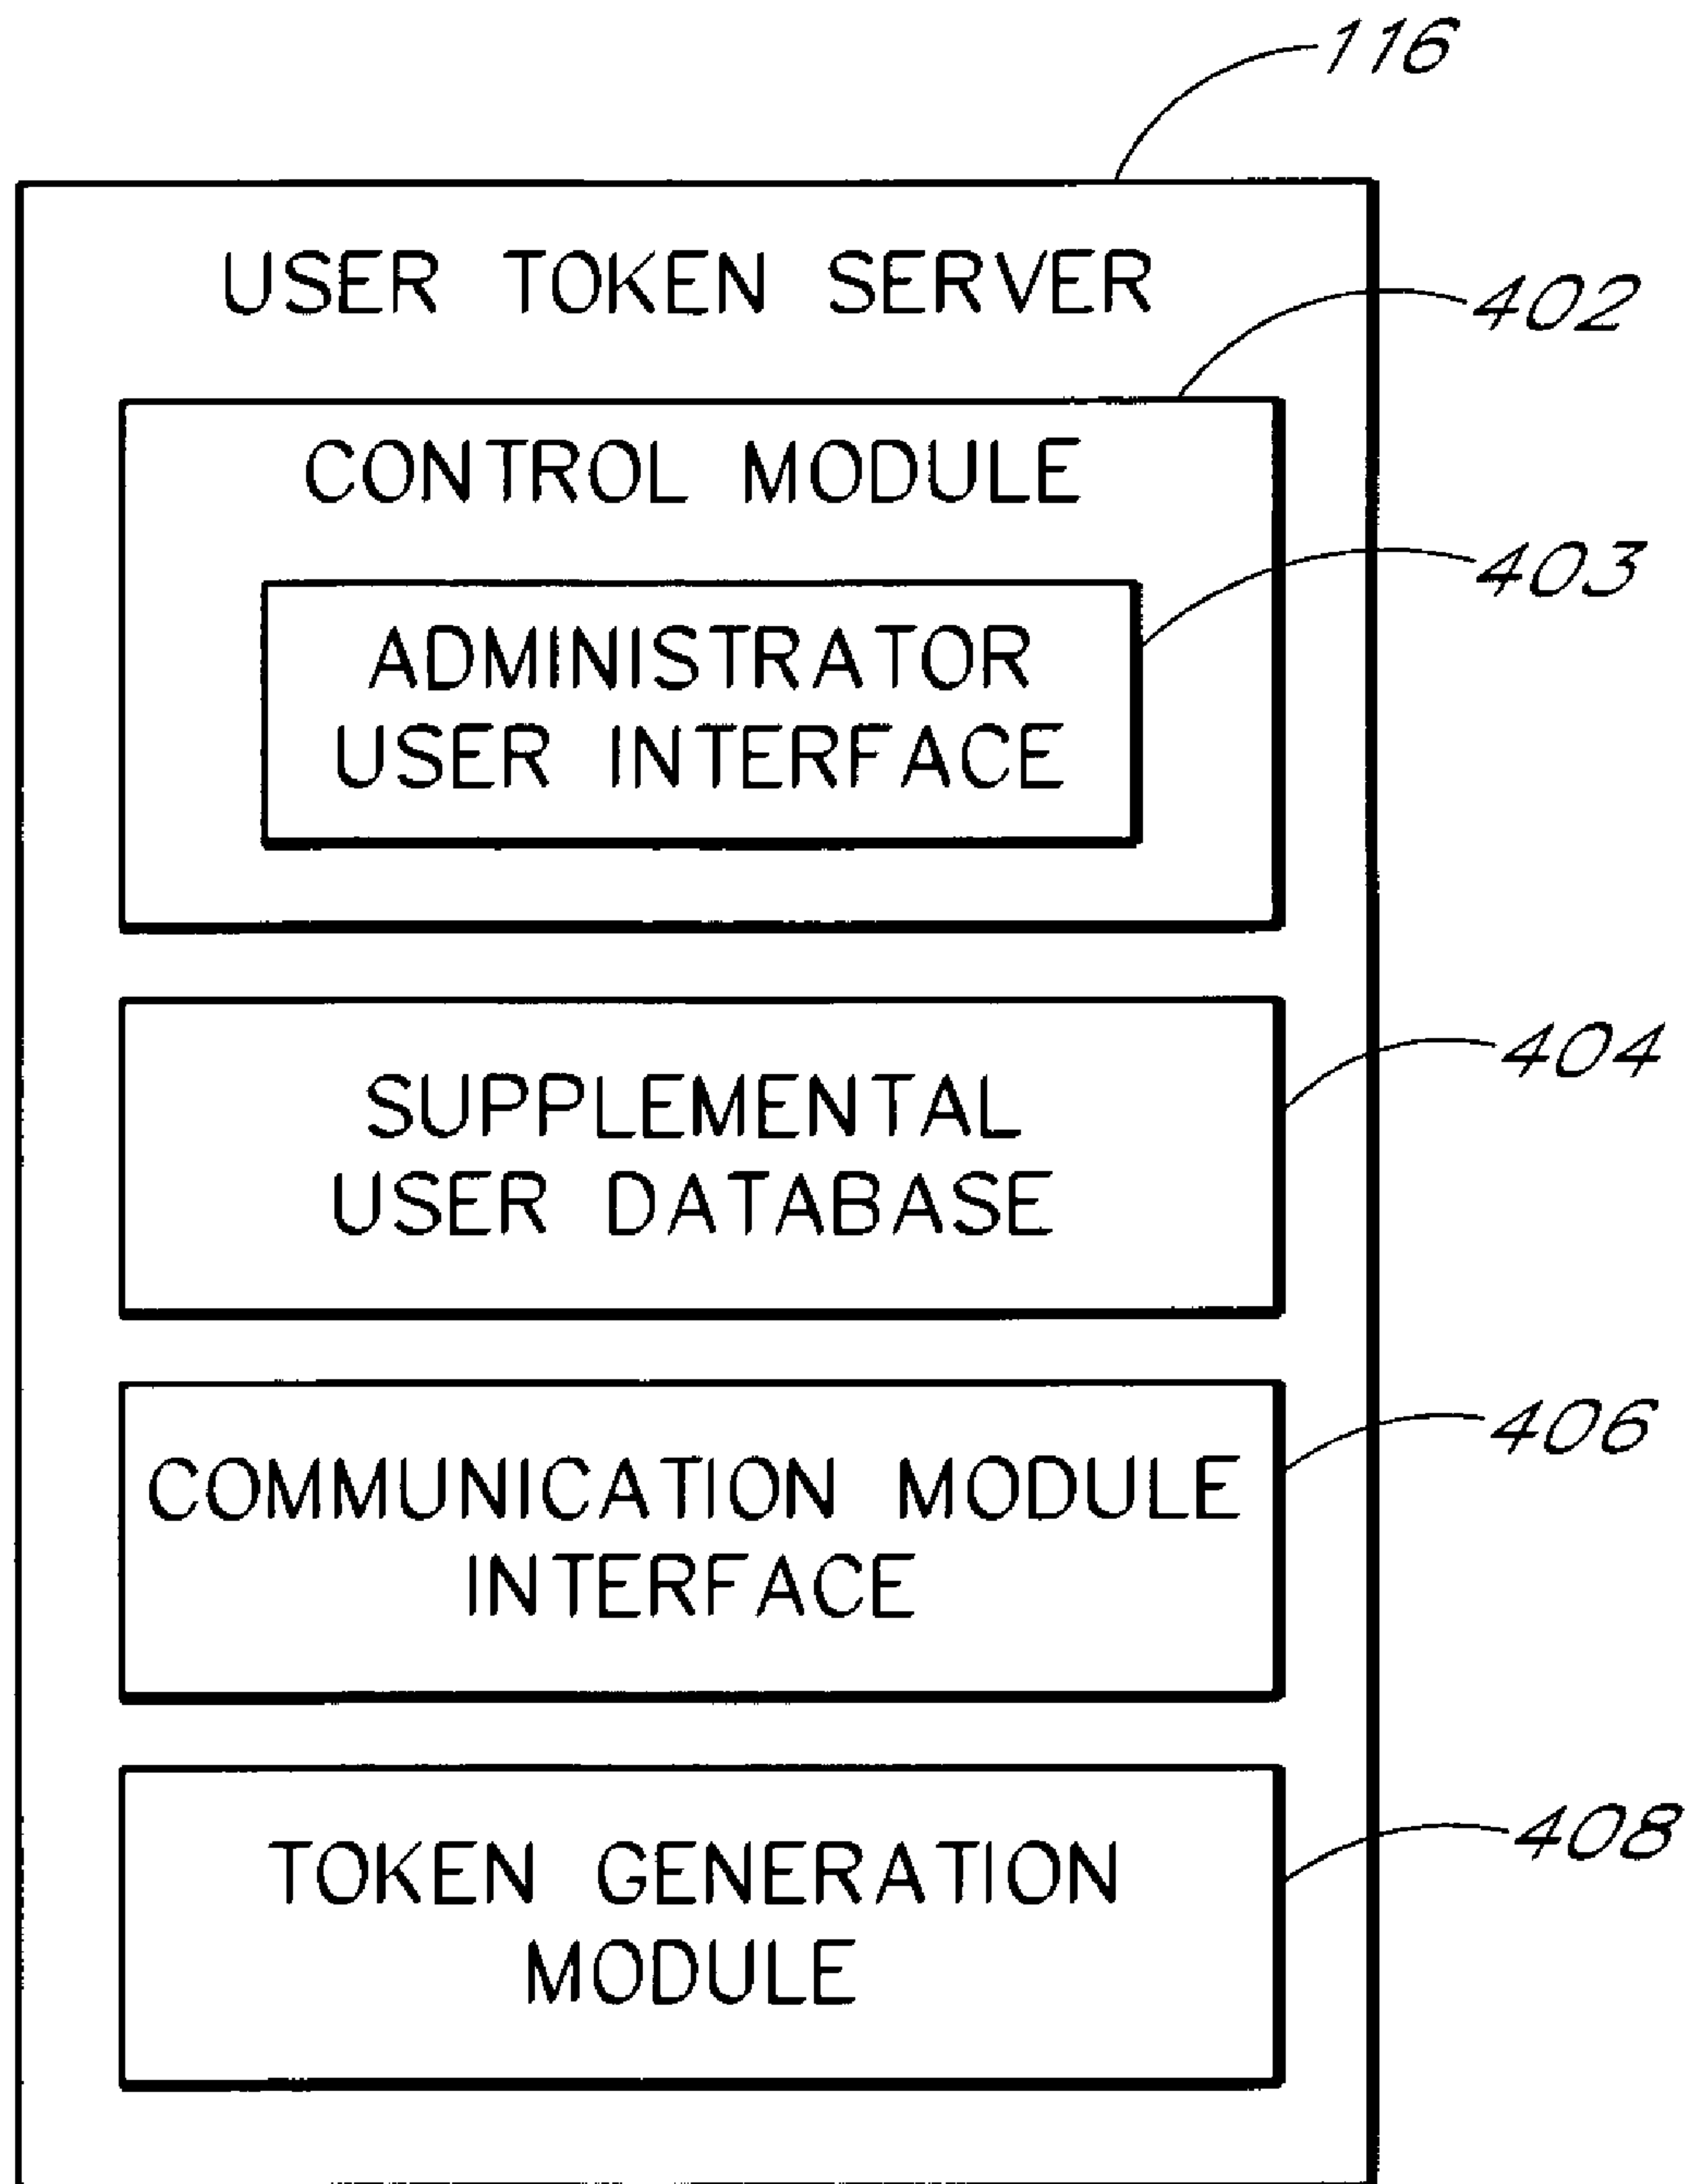 116
USER TOKEN SERVER
402
CONTROL MODULE
403
ADMINISTRATOR
USER INTERFACE
404
SUPPLEMENTAL
USER DATABASE
406
COMMUNICATION MODULE
INTERFACE
408
TOKEN GENERATION
MODULE